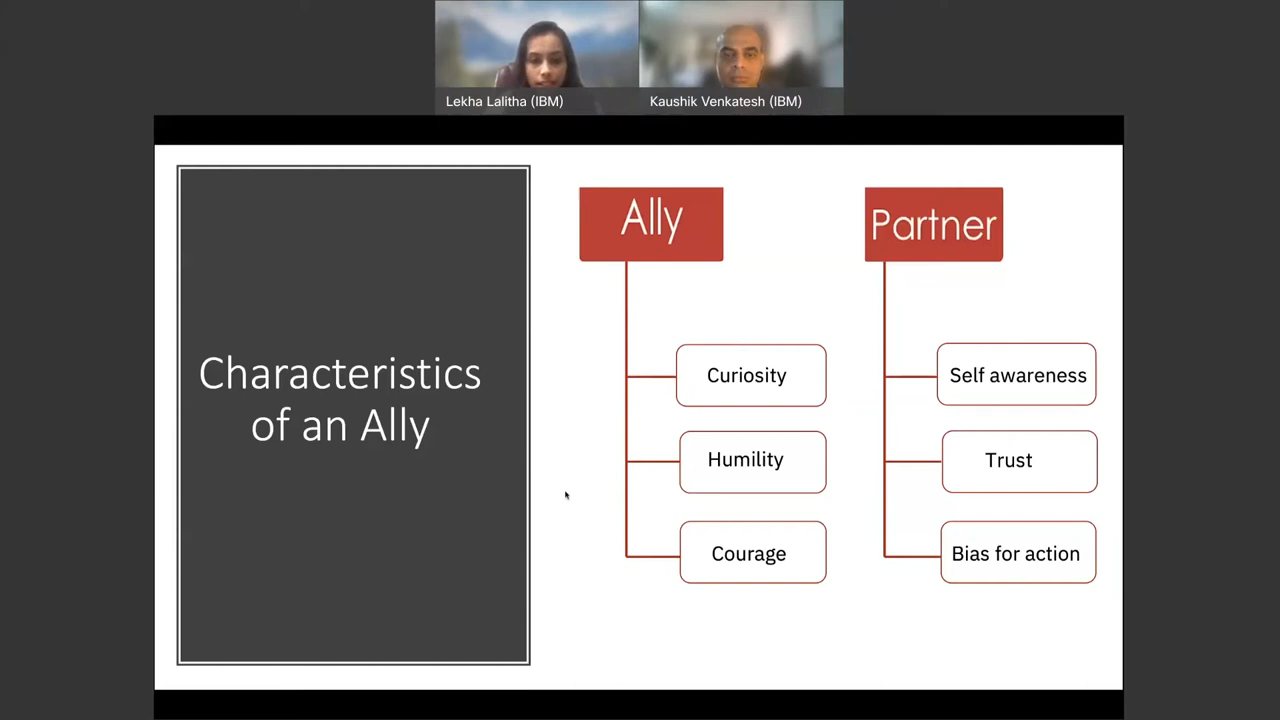 Lekha Lalitha (IBM)
Kaushik Venkatesh (IBM)
Characteristics
of an Ally
Ally
Curiosity
Humility
Courage
Partner
Self awareness
Trust
Bias for action